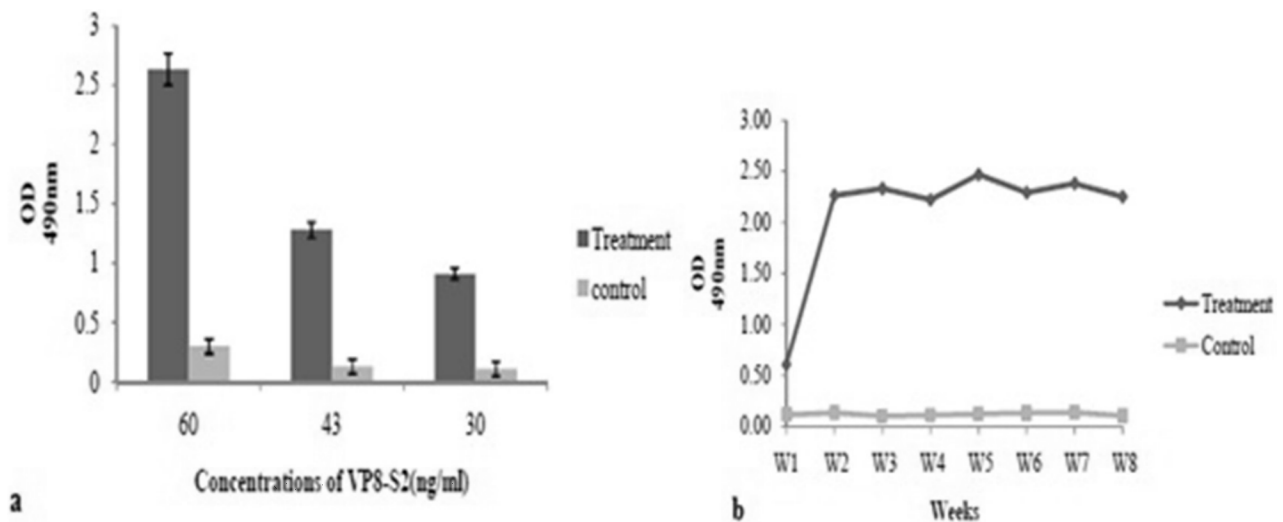 3
2.5
2
1.5
1
0.5
0
OD
490nm
60 43 30
Concentrations of VP8-S2(ng/ml)
Treatment
control
a
3.00
2.50
2.00
1.50
1.00
0.50
0.00
OD
490nm
W1 W2 W3 W4 W5 W6 W7 W8
Weeks
Treatment
Control
b